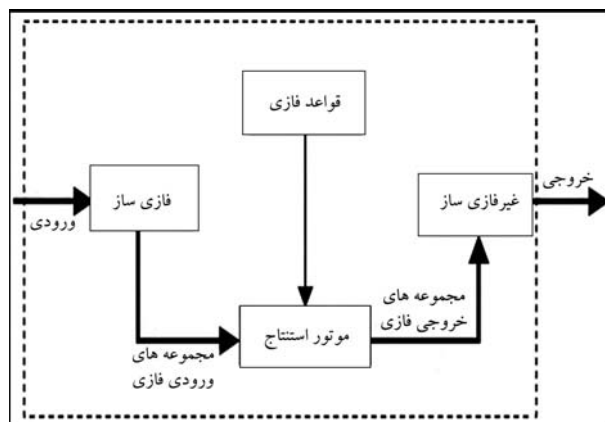 قواعد فازی
فازی ساز
غیرفازی ساز
خروجی
ورودی
موتور استنتاج
مجموعه های
خروجی فازی
مجموعه های
ورودی فازی